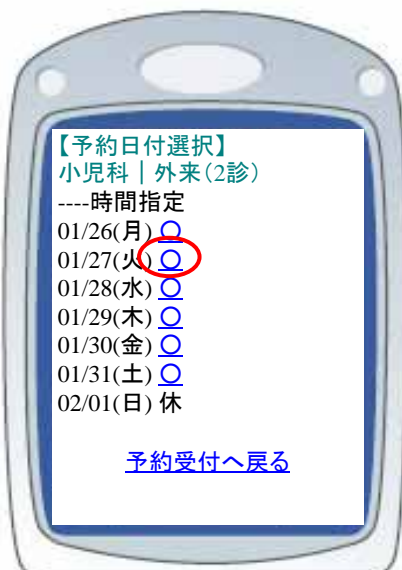 【予約日付選択】
小児科｜外来(2診)
----時間指定
01/26(月) ○
01/27(火) ○
01/28(水) ○
01/29(木) ○
01/30(金) ○
01/31(土) ○
02/01(日) 休
予約受付へ戻る